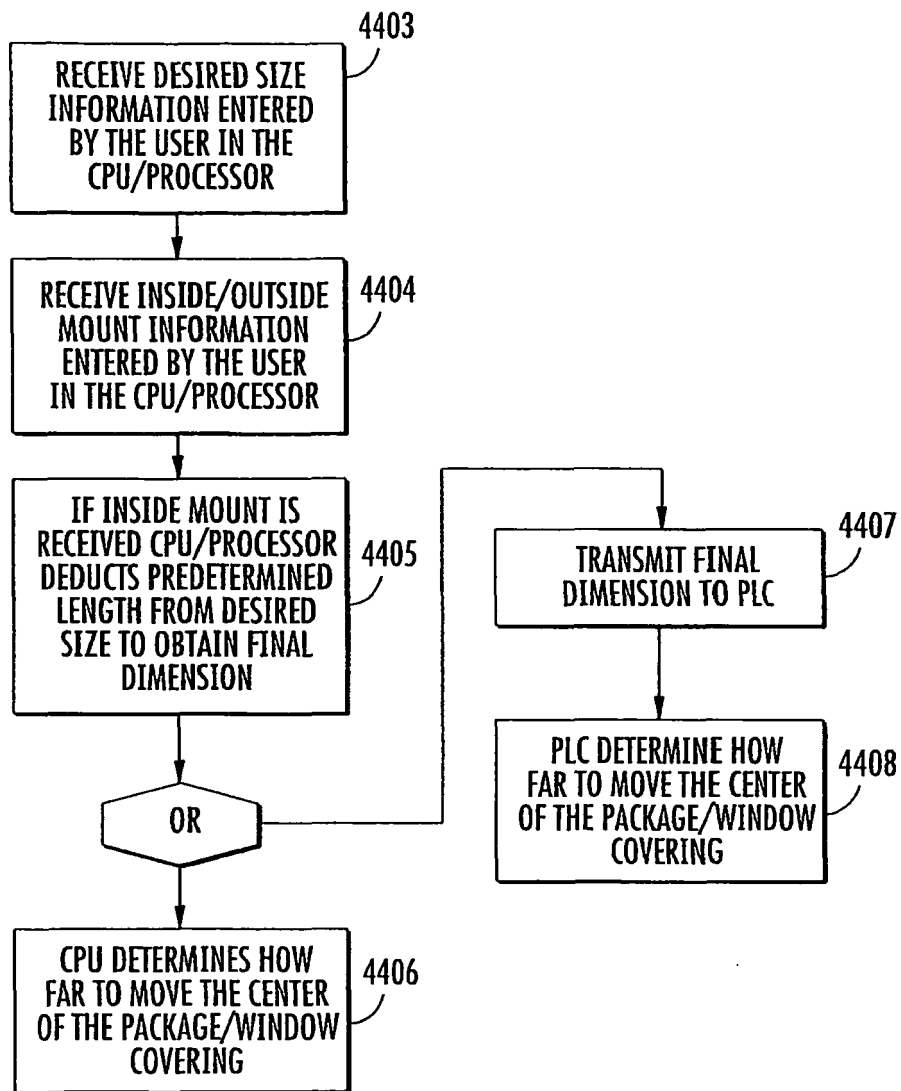 4403
RECEIVE DESIRED SIZE
INFORMATION ENTERED
BY THE USER IN THE
CPU/PROCESSOR
4404
RECEIVE INSIDE/OUTSIDE
MOUNT INFORMATION
ENTERED BY THE USER
IN THE CPU/PROCESSOR
4405
IF INSIDE MOUNT IS
RECEIVED CPU/PROCESSOR
DEDUCTS PREDETERMINED
LENGTH FROM DESIRED
SIZE TO OBTAIN FINAL
DIMENSION
OR
4406
CPU DETERMINES HOW
FAR TO MOVE THE CENTER
OF THE PACKAGE/WINDOW
COVERING
4407
TRANSMIT FINAL
DIMENSION TO PLC
4408
PLC DETERMINE HOW
FAR TO MOVE THE CENTER
OF THE PACKAGE/WINDOW
COVERING